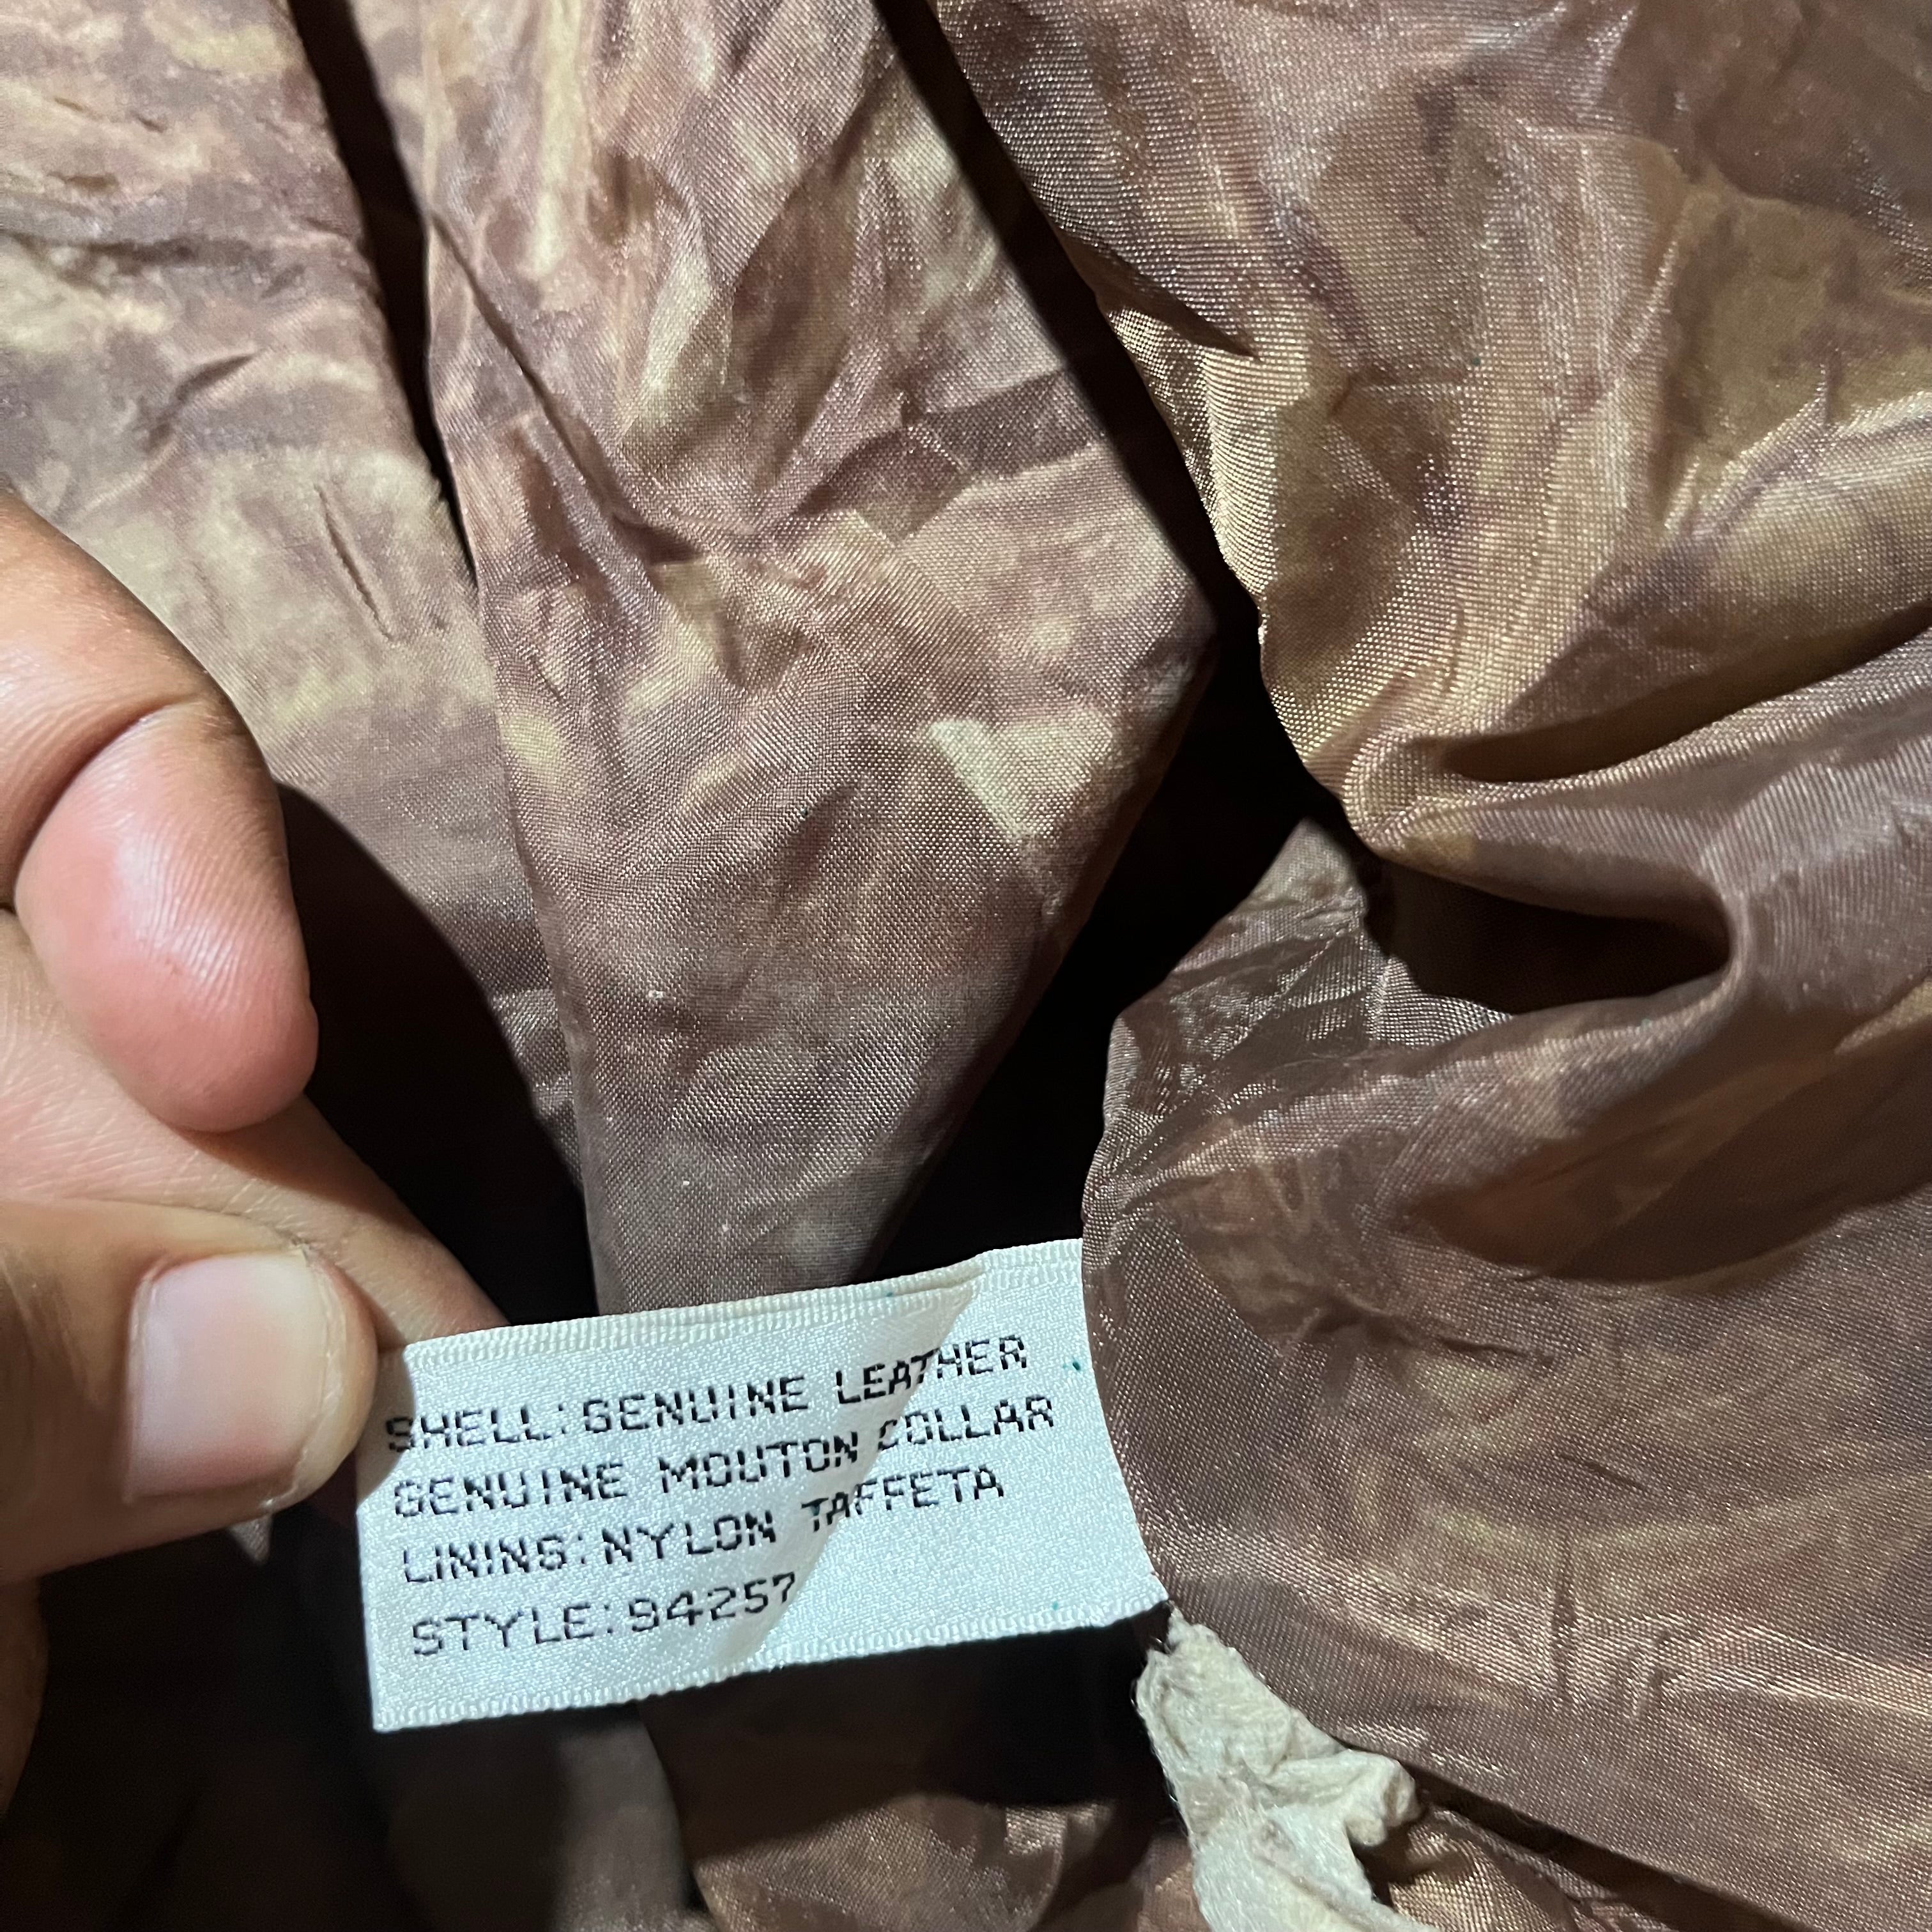 SHELL:GENUINE LEATHER
GENUINE MOUTON COLLAR
LINING:NYLON TAFFETA
STYLE:94257